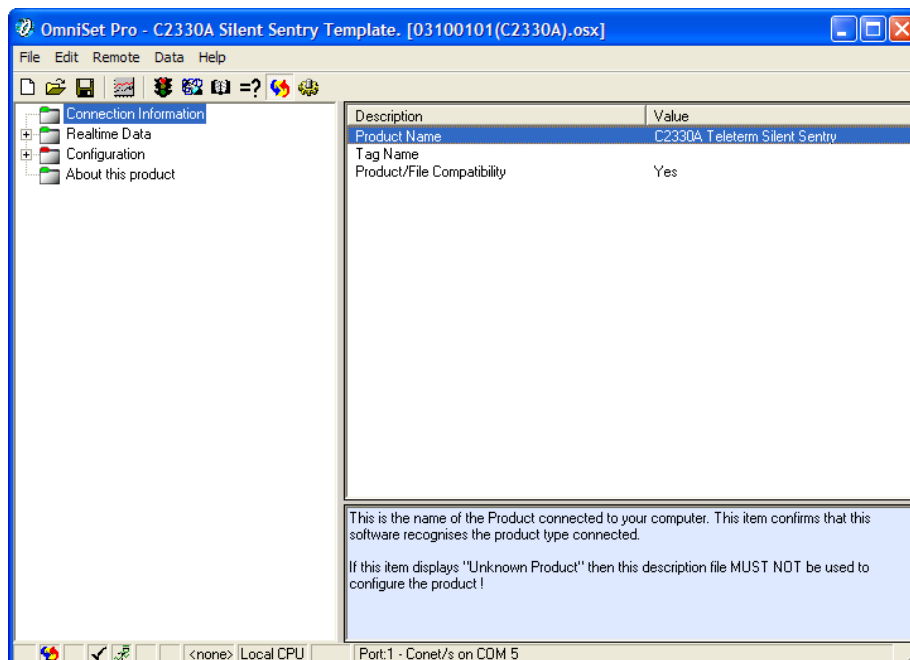 OmniSet Pro - C2330A Silent Sentry Template. [03100101(C2330A).osx]
File Edit Remote Data Help
=?
Connection Information
Realtime Data
Configuration
About this product
Description Value
Product Name C2330A Teleterm Silent Sentry
Tag Name
Product/File Compatibility Yes
This is the name of the Product connected to your computer. This item confirms that this
software recognises the product type connected.
If this item displays "Unknown Product" then this description file MUST NOT be used to
configure the product !
<none> Local CPU Port:1 - Conet/s on COM 5